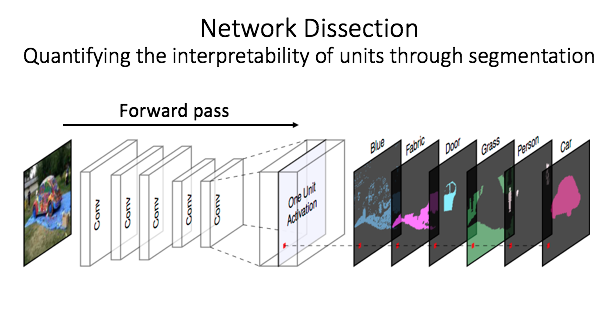 Network Dissection
Quantifying the interpretability of units through segmentation
Forward pass
Conv
Conv
Conv
Conv
Conv
One Unit
Activation
Blue
Fabric
Door
Grass
Person
Car